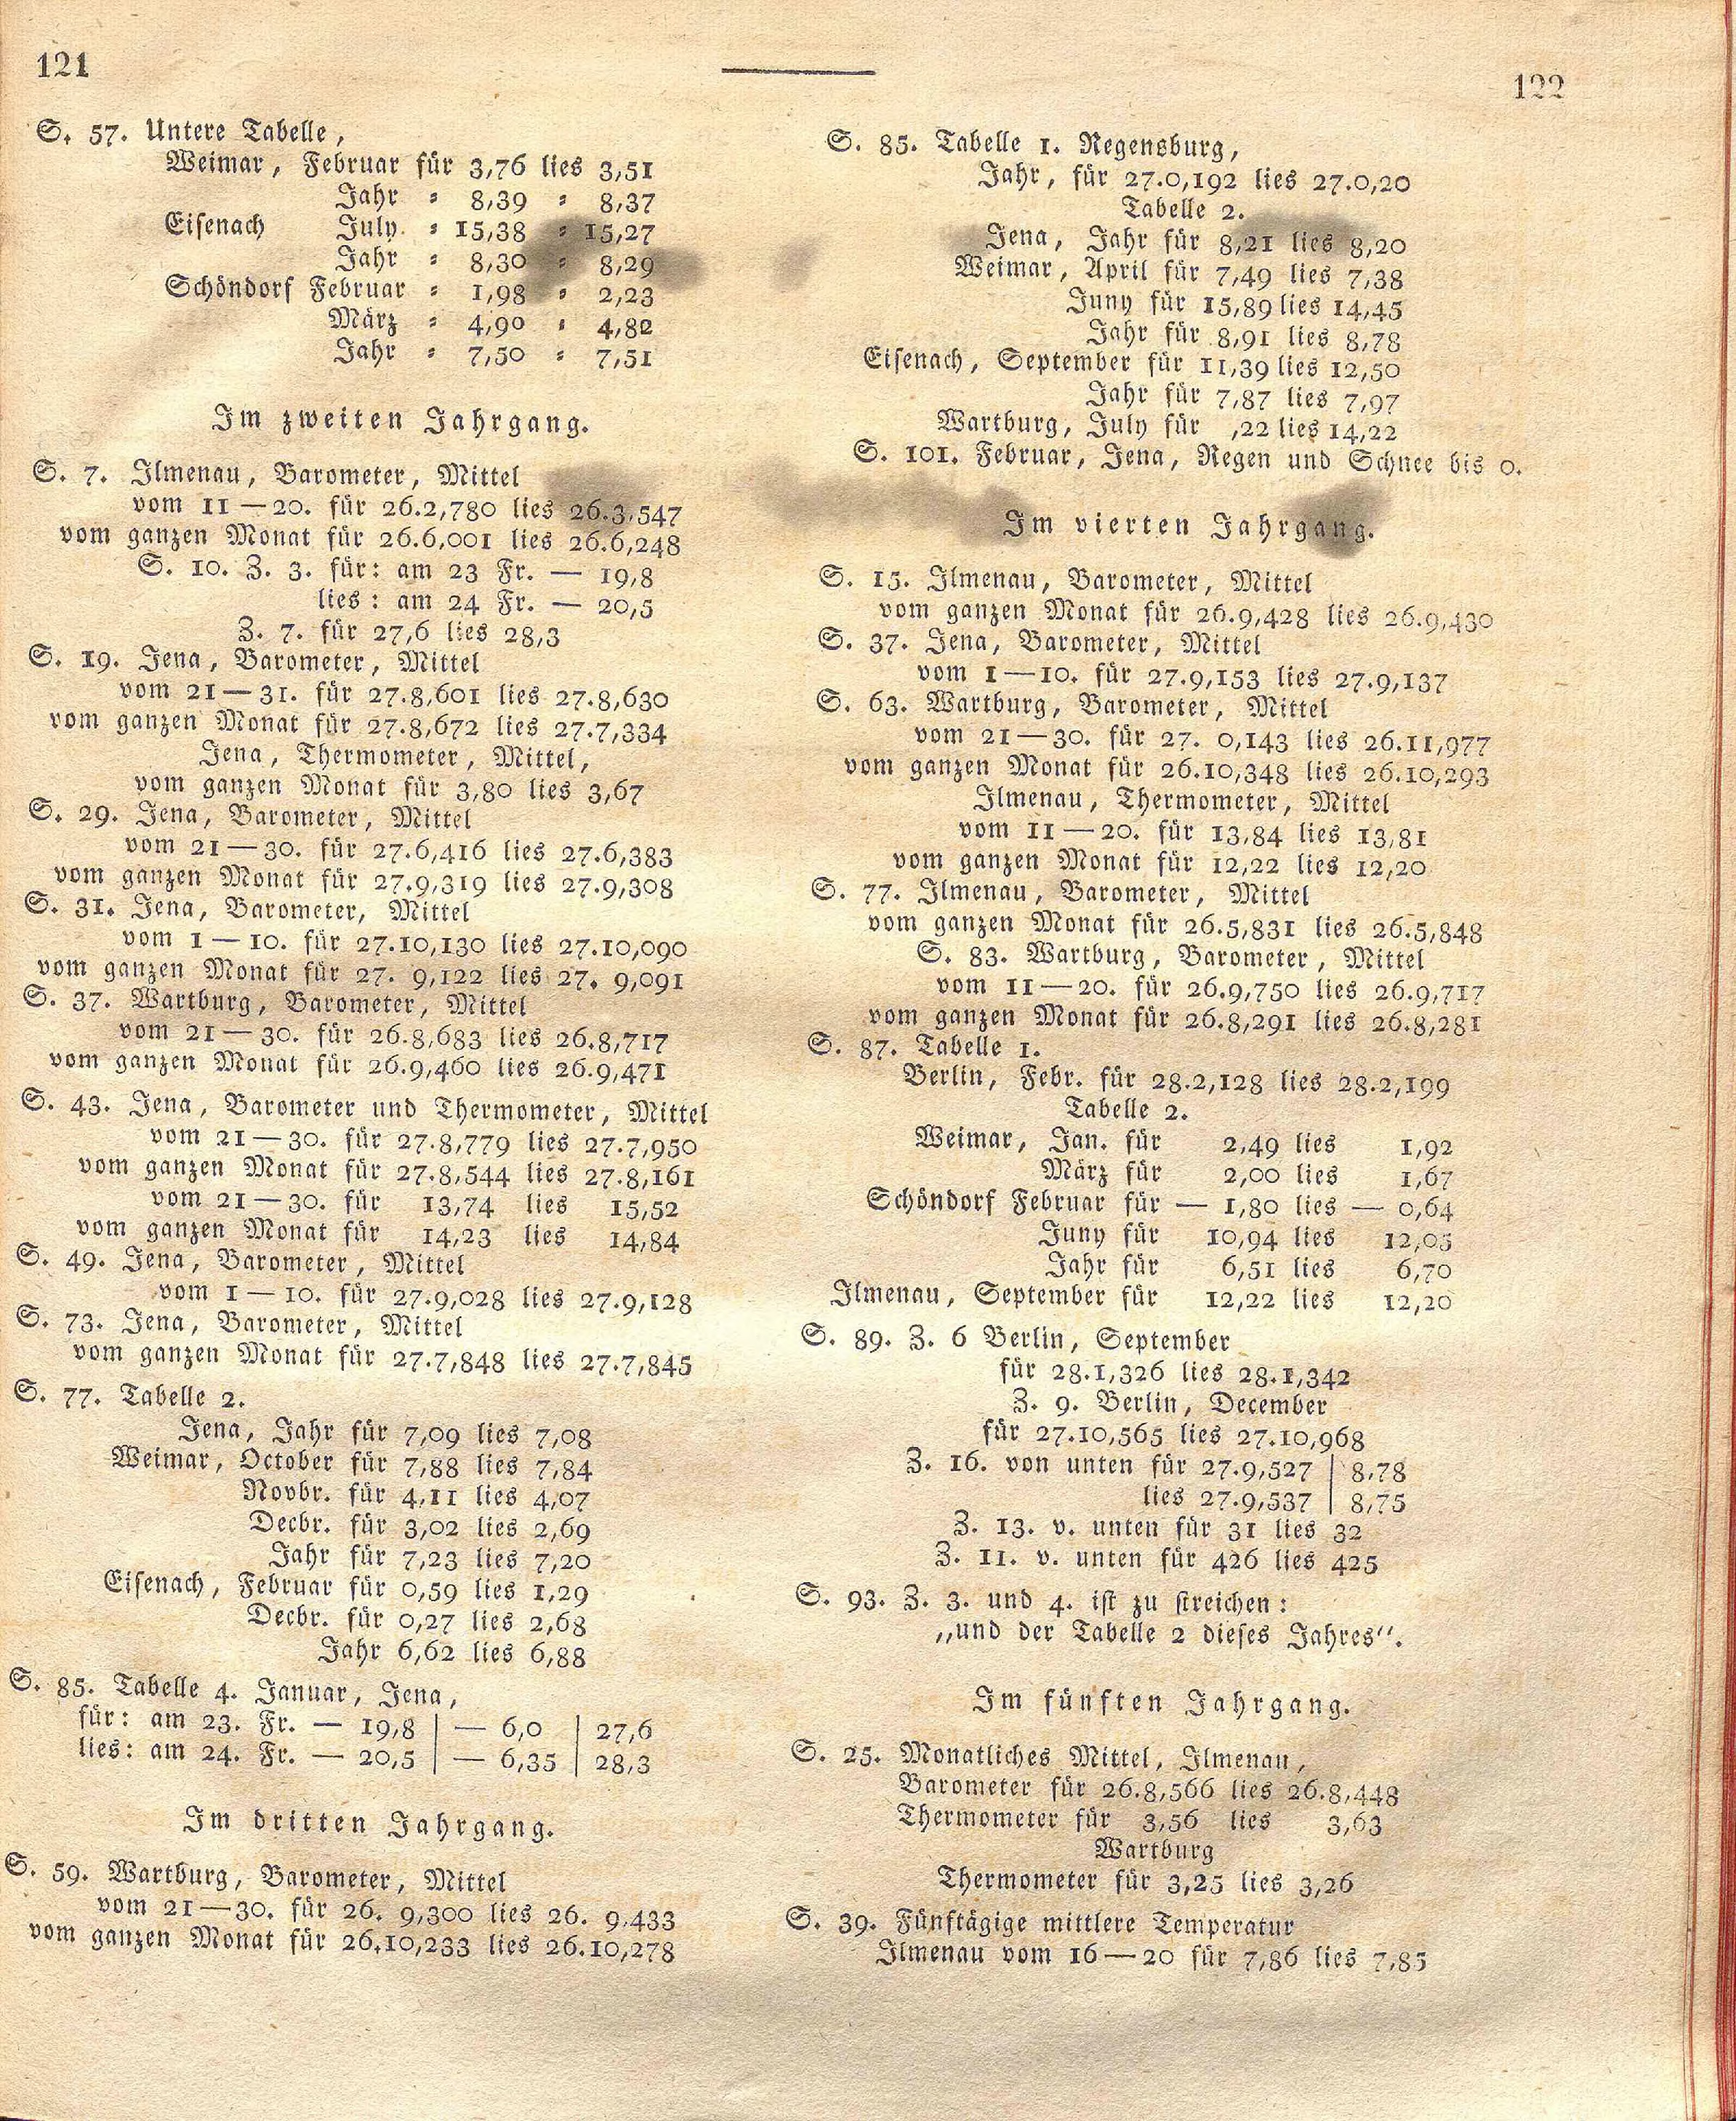 121
S. 57. Untere Tabelle,
Weimar, Februar für 3,76 lies 3,51
Jahr = 8,39 = 8,37
Eisenach July = 15,38 = 15,27
Jahr = 8,30 = 8,29
Schöndorf Februar = 1,98 = 2,23
März = 4,90 = 4,82
Jahr = 7,50 = 7,51
Im zweiten Jahrgang.
S. 7. Ilmenau, Barometer, Mittel
vom 11—20. für 26.2,780 lies 26.3,547
vom ganzen Monat für 26.6,001 lies 26.6,248
S. 10. Z. 3. für: am 23 Fr. — 19,8
lies: am 24 Fr. — 20,5
Z. 7. für 27,6 lies 28,3
S. 19. Jena, Barometer, Mittel
vom 21—31. für 27.8,601 lies 27.8,630
vom ganzen Monat für 27.8,672 lies 27.7,334
Jena, Thermometer, Mittel,
vom ganzen Monat für 3,80 lies 3,67
S. 29. Jena, Barometer, Mittel
vom 21—30. für 27.6,416 lies 27.6,383
vom ganzen Monat für 27.9,319 lies 27.9,308
S. 31. Jena, Barometer, Mittel
vom 1—10. für 27.10,130 lies 27.10,090
vom ganzen Monat für 27. 9,122 lies 27. 9,091
S. 37. Wartburg, Barometer, Mittel
vom 21—30. für 26.8,683 lies 26.8,717
vom ganzen Monat für 26.9,460 lies 26.9,471
S. 43. Jena, Barometer und Thermometer, Mittel
vom 21—30. für 27.8,779 lies 27.7,950
vom ganzen Monat für 27.8,544 lies 27.8,161
vom 21—30. für 13,74 lies 15,52
vom ganzen Monat für 14,23 lies 14,84
S. 49. Jena, Barometer, Mittel
vom 1—10. für 27.9,028 lies 27.9,128
S. 73. Jena, Barometer, Mittel
vom ganzen Monat für 27.7,848 lies 27.7,845
S. 77. Tabelle 2.
Jena, Jahr für 7,09 lies 7,08
Weimar, October für 7,88 lies 7,84
Novbr. für 4,11 lies 4,07
Decbr. für 3,02 lies 2,69
Jahr für 7,23 lies 7,20
Eisenach, Februar für 0,59 lies 1,29
Decbr. für 0,27 lies 2,68
Jahr 6,62 lies 6,88
S. 85. Tabelle 4. Januar, Jena,
für: am 23. Fr. — 19,8 | — 6,0 | 27,6
lies: am 24. Fr. — 20,5 | — 6,35 | 28,3
Im dritten Jahrgang.
S. 59. Wartburg, Barometer, Mittel
vom 21—30. für 26. 9,300 lies 26. 9,433
vom ganzen Monat für 26.10,233 lies 26.10,278
122
S. 85. Tabelle 1. Regensburg,
Jahr, für 27.0,192 lies 27.0,20
Tabelle 2.
Jena, Jahr für 8,21 lies 8,20
Weimar, April für 7,49 lies 7,38
Juny für 15,89 lies 14,45
Jahr für 8,91 lies 8,78
Eisenach, September für 11,39 lies 12,50
Jahr für 7,87 lies 7,97
Wartburg, July für ,22 lies 14,22
S. 101. Februar, Jena, Regen und Schnee bis 0.
Im vierten Jahrgang.
S. 15. Ilmenau, Barometer, Mittel
vom ganzen Monat für 26.9,428 lies 26.9,430
S. 37. Jena, Barometer, Mittel
vom 1—10. für 27.9,153 lies 27.9,137
S. 63. Wartburg, Barometer, Mittel
vom 21—30. für 27. 0,143 lies 26.11,977
vom ganzen Monat für 26.10,348 lies 26.10,293
Ilmenau, Thermometer, Mittel
vom 11—20. für 13,84 lies 13,81
vom ganzen Monat für 12,22 lies 12,20
S. 77. Ilmenau, Barometer, Mittel
vom ganzen Monat für 26.5,831 lies 26.5,848
S. 83. Wartburg, Barometer, Mittel
vom 11—20. für 26.9,750 lies 26.9,717
vom ganzen Monat für 26.8,291 lies 26.8,281
S. 87. Tabelle 1.
Berlin, Febr. für 28.2,128 lies 28.2,199
Tabelle 2.
Weimar, Jan. für 2,49 lies 1,92
März für 2,00 lies 1,67
Schöndorf Februar für — 1,80 lies — 0,64
Juny für 10,94 lies 12,05
Jahr für 6,51 lies 6,70
Ilmenau, September für 12,22 lies 12,20
S. 89. Z. 6 Berlin, September
für 28.1,326 lies 28.1,342
Z. 9. Berlin, December
für 27.10,565 lies 27.10,968
Z. 16. von unten für 27.9,527 | 8,78
lies 27.9,537 | 8,75
Z. 13. v. unten für 31 lies 32
Z. 11. v. unten für 426 lies 425
S. 93. Z. 3. und 4. ist zu streichen:
„und der Tabelle 2 dieses Jahres“.
Im fünften Jahrgang.
S. 25. Monatliches Mittel, Ilmenau,
Barometer für 26.8,566 lies 26.8,448
Thermometer für 3,56 lies 3,63
Wartburg
Thermometer für 3,25 lies 3,26
S. 39. Fünftägige mittlere Temperatur
Ilmenau vom 16—20 für 7,86 lies 7,85